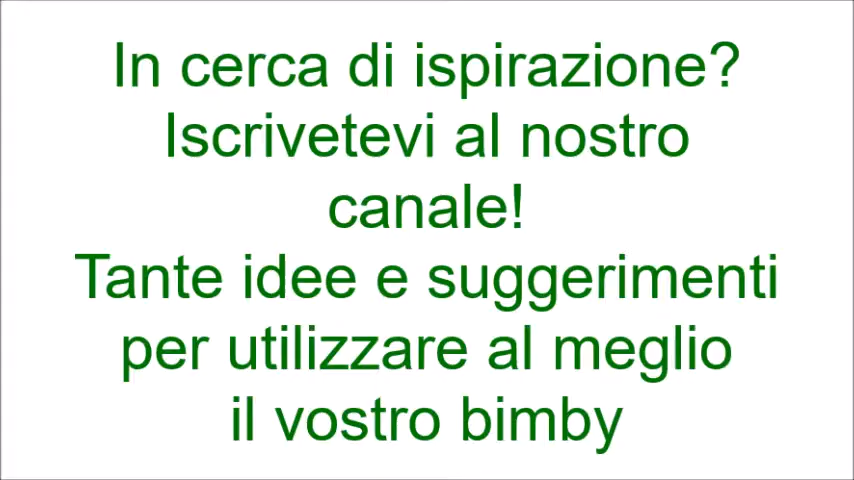 In cerca di ispirazione?
Iscrivetevi al nostro
canale!
Tante idee e suggerimenti
per utilizzare al meglio
il vostro bimby